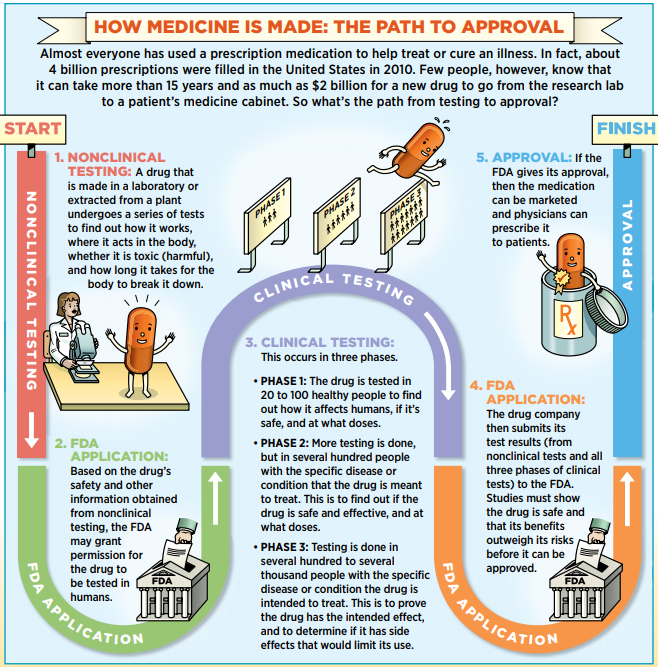 HOW MEDICINE IS MADE: THE PATH TO APPROVAL
Almost everyone has used a prescription medication to help treat or cure an illness. In fact, about
4 billion prescriptions were filled in the United States in 2010. Few people, however, know that
it can take more than 15 years and as much as $2 billion for a new drug to go from the research lab
to a patient's medicine cabinet. So what's the path from testing to approval?
START
NONCLINICAL TESTING
1. NONCLINICAL
TESTING: A drug that
is made in a laboratory or
extracted from a plant
undergoes a series of tests
to find out how it works,
where it acts in the body,
whether it is toxic (harmful),
and how long it takes for the
body to break it down.
2. FDA
APPLICATION:
Based on the drug's
safety and other
information obtained
from nonclinical
testing, the FDA
may grant
permission for
the drug to
be tested in
humans.
FDA
FDA APPLICATION
PHASE 1
PHASE 2
PHASE 3
CLINICAL TESTING
3. CLINICAL TESTING:
This occurs in three phases.
• PHASE 1: The drug is tested in
20 to 100 healthy people to find
out how it affects humans, if it's
safe, and at what doses.
• PHASE 2: More testing is done,
but in several hundred people
with the specific disease or
condition that the drug is meant
to treat. This is to find out if the
drug is safe and effective, and at
what doses.
• PHASE 3: Testing is done in
several hundred to several
thousand people with the specific
disease or condition the drug is
intended to treat. This is to prove
the drug has the intended effect,
and to determine if it has side
effects that would limit its use.
4. FDA
APPLICATION:
The drug company
then submits its
test results (from
nonclinical tests and all
three phases of clinical
tests) to the FDA.
Studies must show
the drug is safe and
that its benefits
outweigh its risks
before it can be
approved.
FDA
FDA APPLICATION
FINISH
APPROVAL
5. APPROVAL: If the
FDA gives its approval,
then the medication
can be marketed
and physicians can
prescribe it
to patients.
Rx